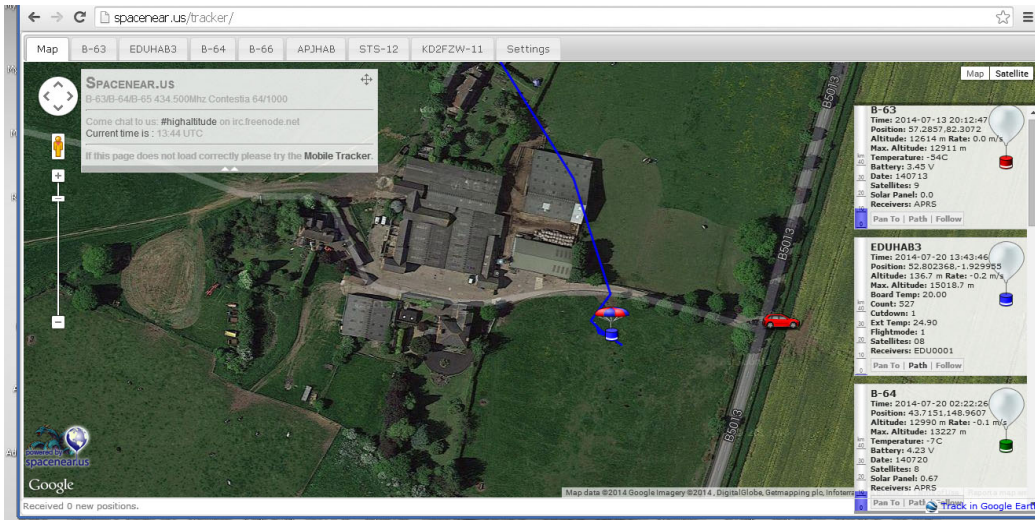 spacenear.us/tracker/
Map B-63 EDUHAB3 B-64 B-66 APJHAB STS-12 KD2FZW-11 Settings
SPACENEAR.US
B-63/B-64/B-65 434.500Mhz Contestia 64/1000
Come chat to us: #highaltitude on irc.freenode.net
Current time is : 13:44 UTC
If this page does not load correctly please try the Mobile Tracker.
Map Satellite
B5013
B5013
B5013
B-63
Time: 2014-07-13 20:12:47
Position: 57.2857,82.3072
Altitude: 12614 m Rate: 0.0 m/s
Max. Altitude: 12911 m
Temperature: -54C
Battery: 3.45 V
Date: 140713
Satellites: 9
Solar Panel: 0.0
Receivers: APRS
Pan To | Path | Follow
EDUHAB3
Time: 2014-07-20 13:43:46
Position: 52.802368,-1.929955
Altitude: 136.7 m Rate: -0.2 m/s
Max. Altitude: 15018.7 m
Board Temp: 20.00
Count: 527
Cutdown: 1
Ext Temp: 24.90
Flightmode: 1
Satellites: 08
Receivers: EDU0001
Pan To | Path | Follow
B-64
Time: 2014-07-20 02:22:26
Position: 43.7151,148.9607
Altitude: 12990 m Rate: -0.1 m/s
Max. Altitude: 13227 m
Temperature: -7C
Battery: 4.23 V
Date: 140720
Satellites: 8
Solar Panel: 0.67
Receivers: APRS
Pan To | Path | Follow
powered by
spacenear.us
Google
Map data ©2014 Google Imagery ©2014 , DigitalGlobe, Getmapping plc, Infoterra
Received 0 new positions.
Track in Google Earth